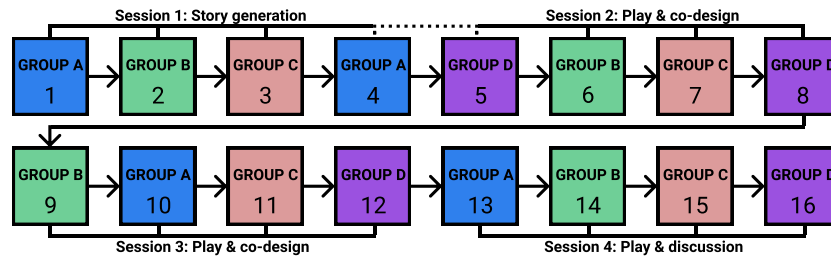 Session 1: Story generation
Session 2: Play & co-design
GROUP A
1
GROUP B
2
GROUP C
3
GROUP A
4
GROUP D
5
GROUP B
6
GROUP C
7
GROUP D
8
GROUP B
9
GROUP A
10
GROUP C
11
GROUP D
12
GROUP A
13
GROUP B
14
GROUP C
15
GROUP D
16
Session 3: Play & co-design
Session 4: Play & discussion